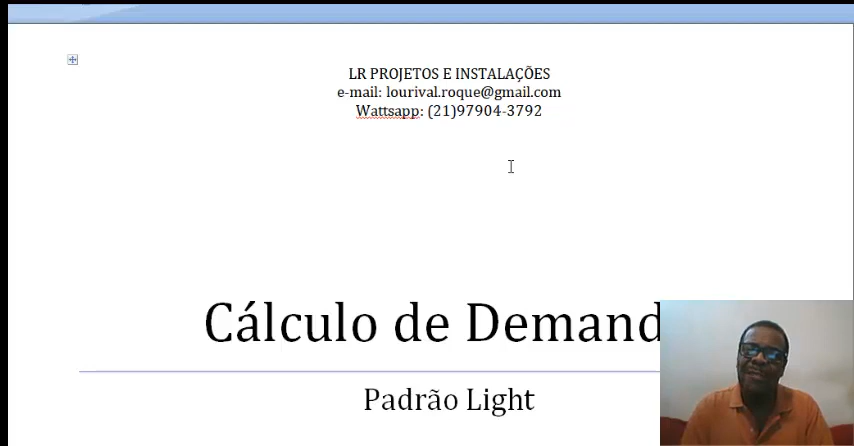 LR PROJETOS E INSTALAÇÕES
e-mail: lourival.roque@gmail.com
Wattsapp: (21)97904-3792
Cálculo de Demand
Padrão Light